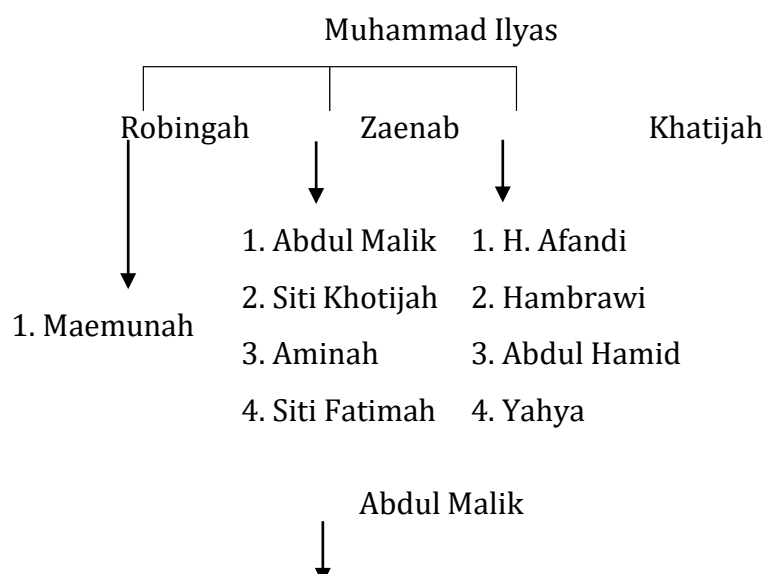 Muhammad Ilyas
Robingah Zaenab Khatijah
1. Abdul Malik 1. H. Afandi
2. Siti Khotijah 2. Hambrawi
1. Maemunah
3. Aminah 3. Abdul Hamid
4. Siti Fatimah 4. Yahya
Abdul Malik